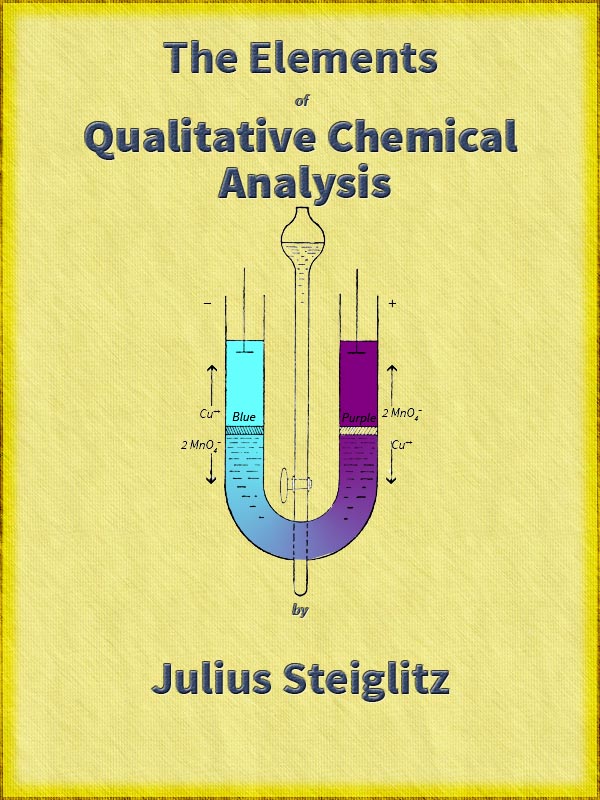 The Elements
of
Qualitative Chemical
Analysis
− +
Cu⁺⁺ Blue Purple 2 MnO₄⁻
2 MnO₄⁻ Cu⁺⁺
by
Julius Steiglitz